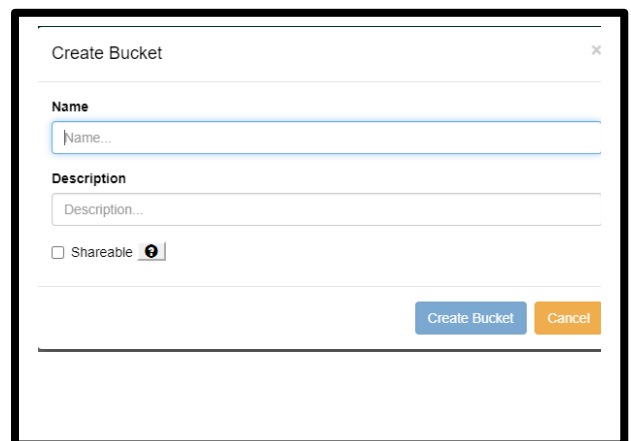 Create Bucket ×
Name
Name...
Description
Description...
Shareable ?
Create Bucket Cancel